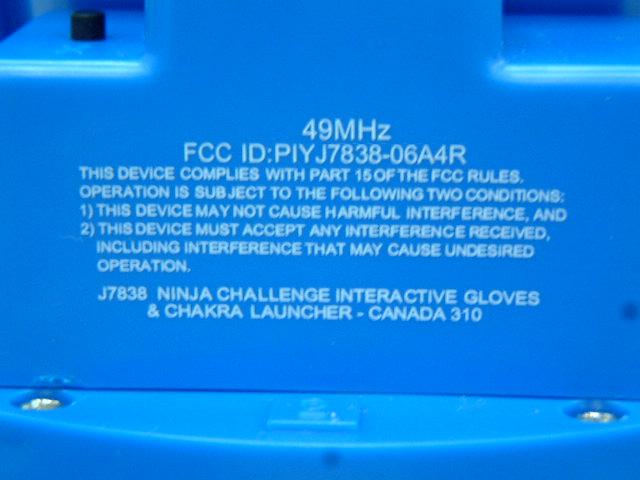 49MHz
FCC ID:PIYJ7838-06A4R
THIS DEVICE COMPLIES WITH PART 15 OF THE FCC RULES.
OPERATION IS SUBJECT TO THE FOLLOWING TWO CONDITIONS:
1) THIS DEVICE MAY NOT CAUSE HARMFUL INTERFERENCE, AND
2) THIS DEVICE MUST ACCEPT ANY INTERFERENCE RECEIVED,
INCLUDING INTERFERENCE THAT MAY CAUSE UNDESIRED
OPERATION.
J7838 NINJA CHALLENGE INTERACTIVE GLOVES
& CHAKRA LAUNCHER - CANADA 310